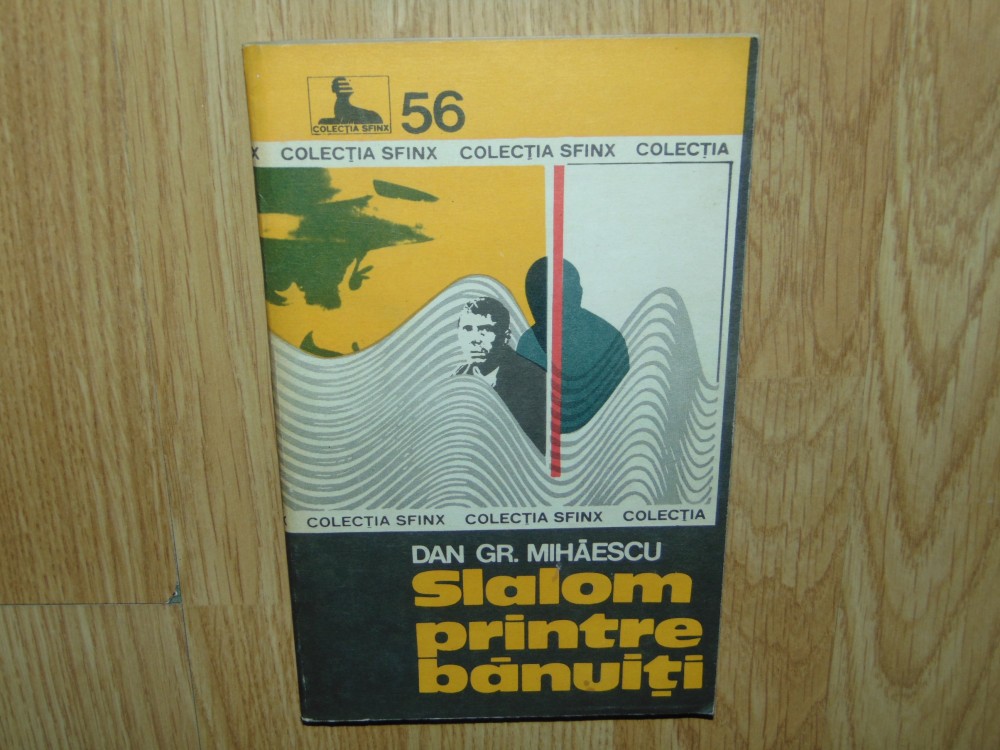 COLECȚIA SFINX
56
X COLECȚIA SFINX COLECȚIA SFINX COLECȚIA
X COLECȚIA SFINX COLECȚIA SFINX COLECȚIA
DAN GR. MIHĂESCU
Slalom
printre
bănuiți